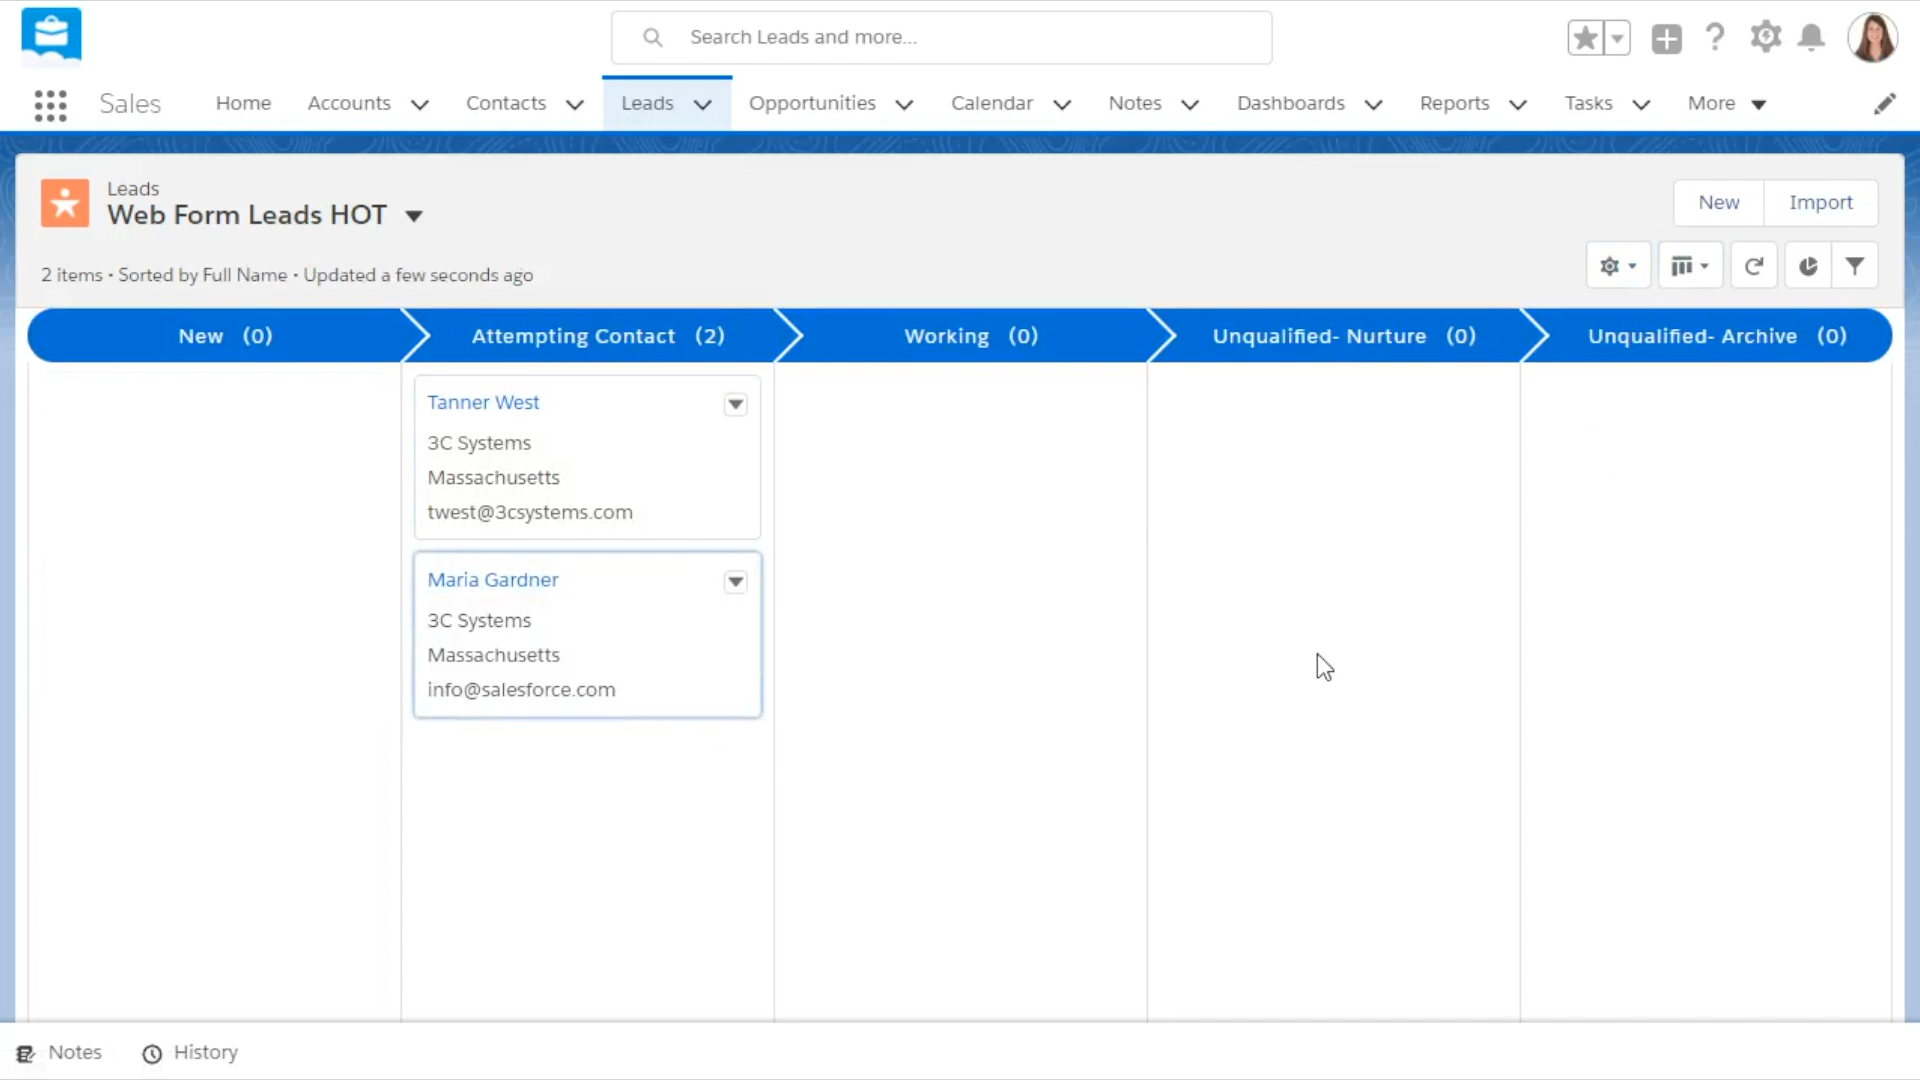 Search Leads and more...
Sales
Home
Accounts
Contacts
Leads
Opportunities
Calendar
Notes
Dashboards
Reports
Tasks
More
Leads
Web Form Leads HOT
New
Import
2 items • Sorted by Full Name • Updated a few seconds ago
New (0)
Attempting Contact (2)
Working (0)
Unqualified- Nurture (0)
Unqualified- Archive (0)
Tanner West
3C Systems
Massachusetts
twest@3csystems.com
Maria Gardner
3C Systems
Massachusetts
info@salesforce.com
Notes
History